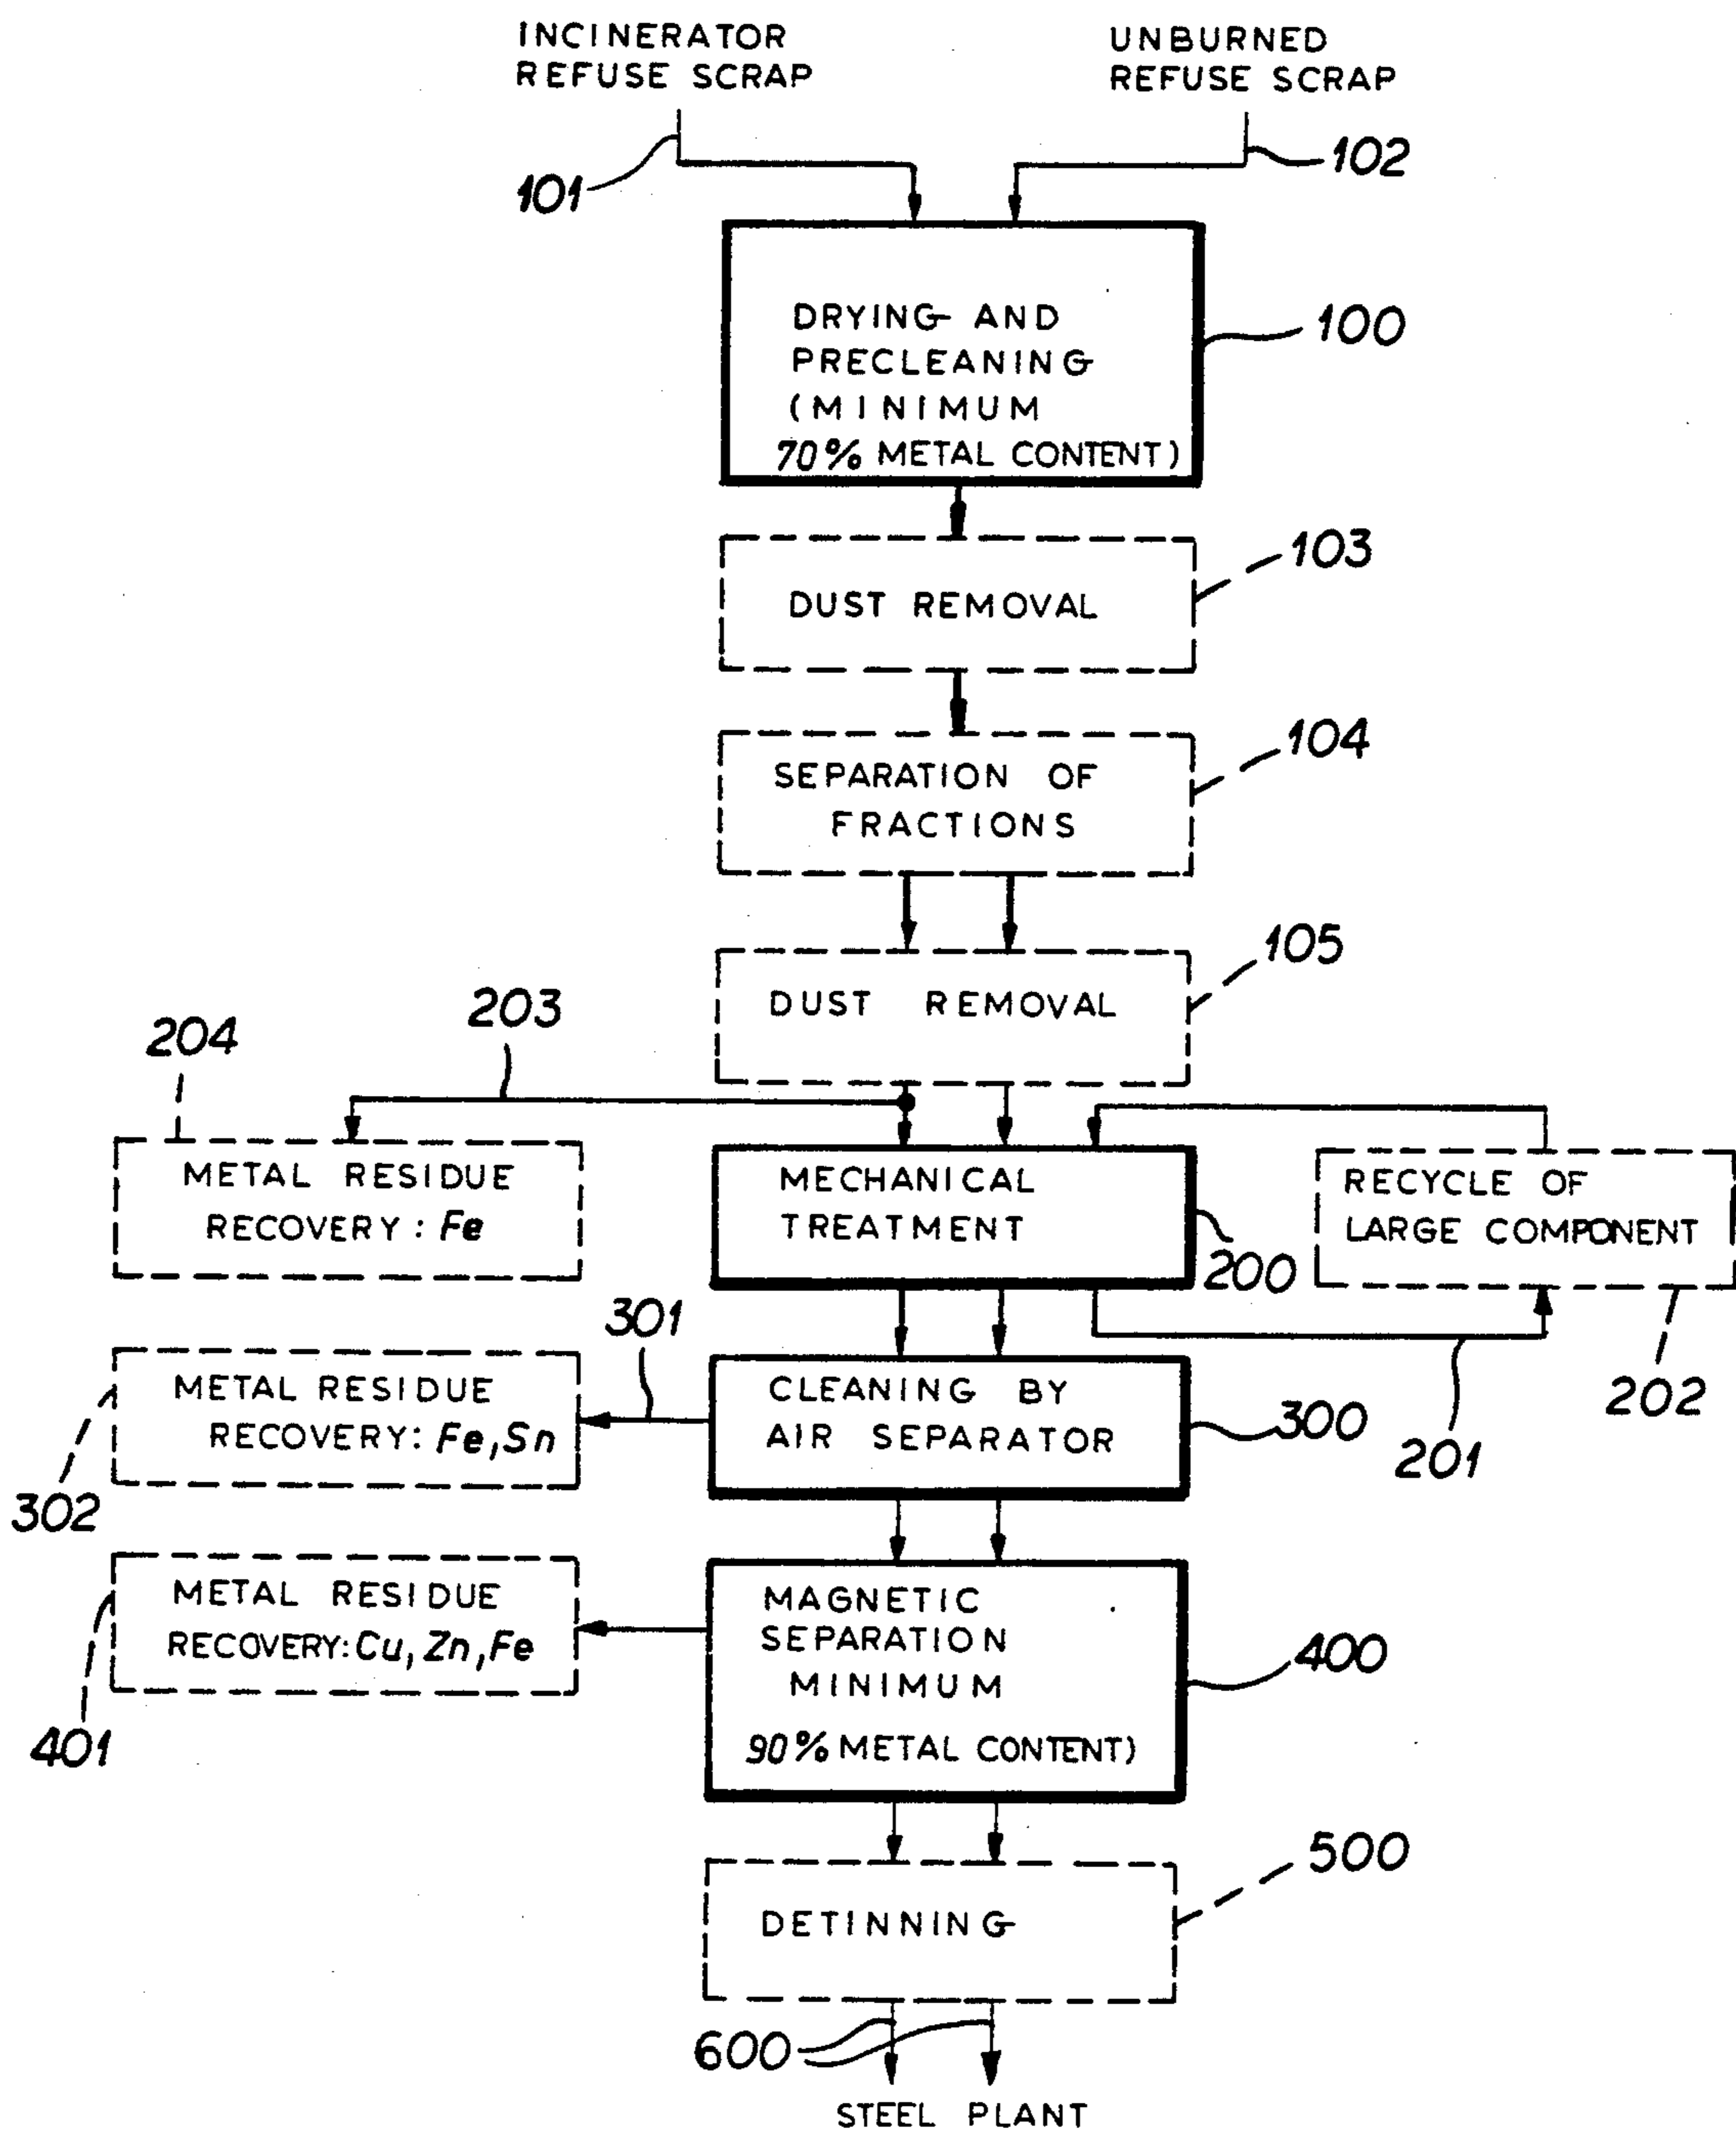 INCINERATOR
REFUSE SCRAP
UNBURNED
REFUSE SCRAP
101
102
DRYING AND
PRECLEANING
(MINIMUM
70% METAL CONTENT)
100
DUST REMOVAL
103
SEPARATION OF
FRACTIONS
104
DUST REMOVAL
105
203
204
METAL RESIDUE
RECOVERY: Fe
MECHANICAL
TREATMENT
200
RECYCLE OF
LARGE COMPONENT
202
201
301
METAL RESIDUE
RECOVERY: Fe, Sn
302
CLEANING BY
AIR SEPARATOR
300
METAL RESIDUE
RECOVERY: Cu, Zn, Fe
401
MAGNETIC
SEPARATION
MINIMUM
90% METAL CONTENT)
400
DETINNING
500
600
STEEL PLANT